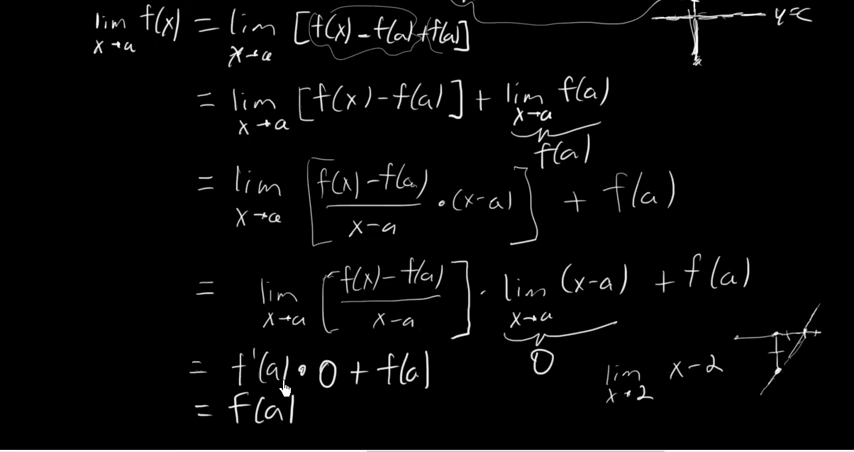 lim x→a f(x) = lim x→a [f(x) - f(a) + f(a)]
y=c
= lim x→a [f(x) - f(a)] + lim x→a f(a)
f(a)
= lim x→a [f(x) - f(a) / x-a · (x-a)] + f(a)
= lim x→a [f(x) - f(a) / x-a] · lim x→a (x-a) + f(a)
0
= f'(a) · 0 + f(a)
lim x→2 x-2
= f(a)